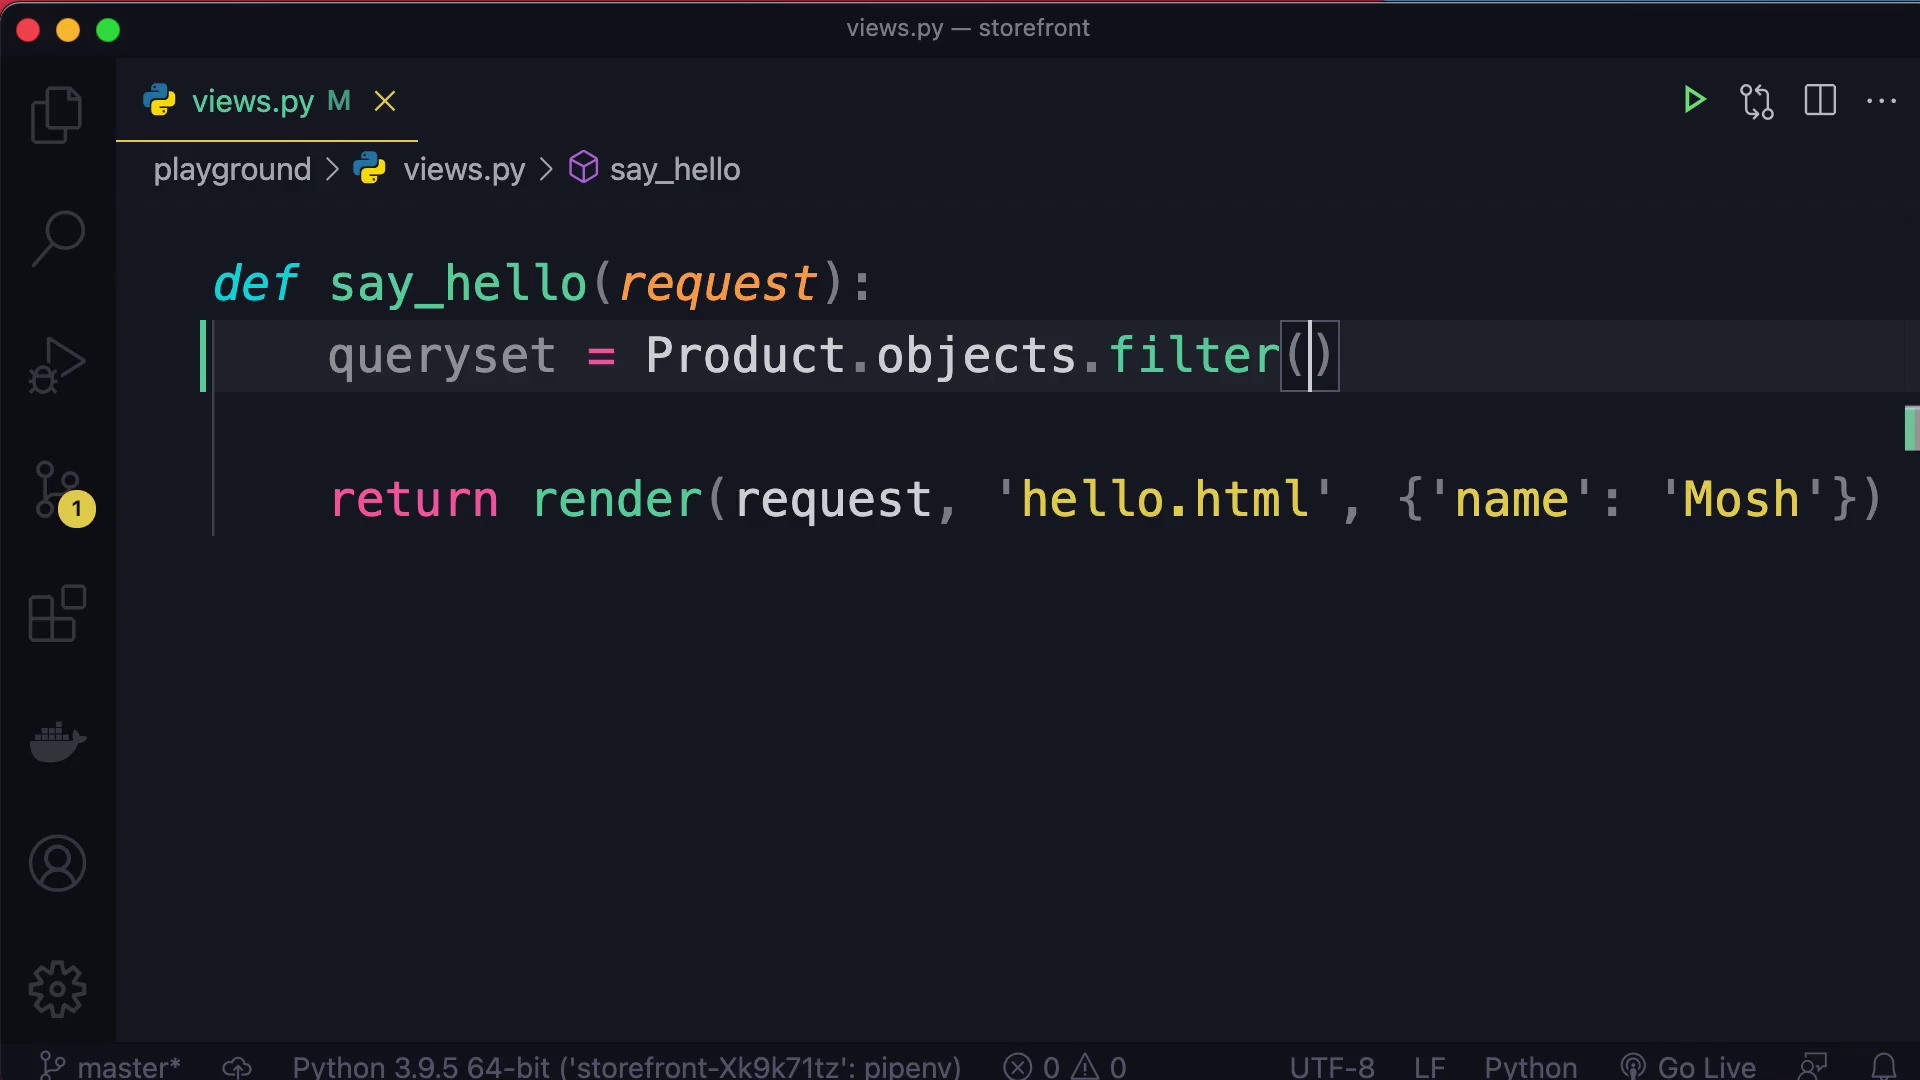 views.py — storefront
views.py M
playground > views.py > say_hello
def say_hello(request):
queryset = Product.objects.filter()
return render(request, 'hello.html', {'name': 'Mosh'})
1
master* Python 3.9.5 64-bit ('storefront-Xk9k71tz': pipenv) 0 0 UTF-8 LF Python Go Live